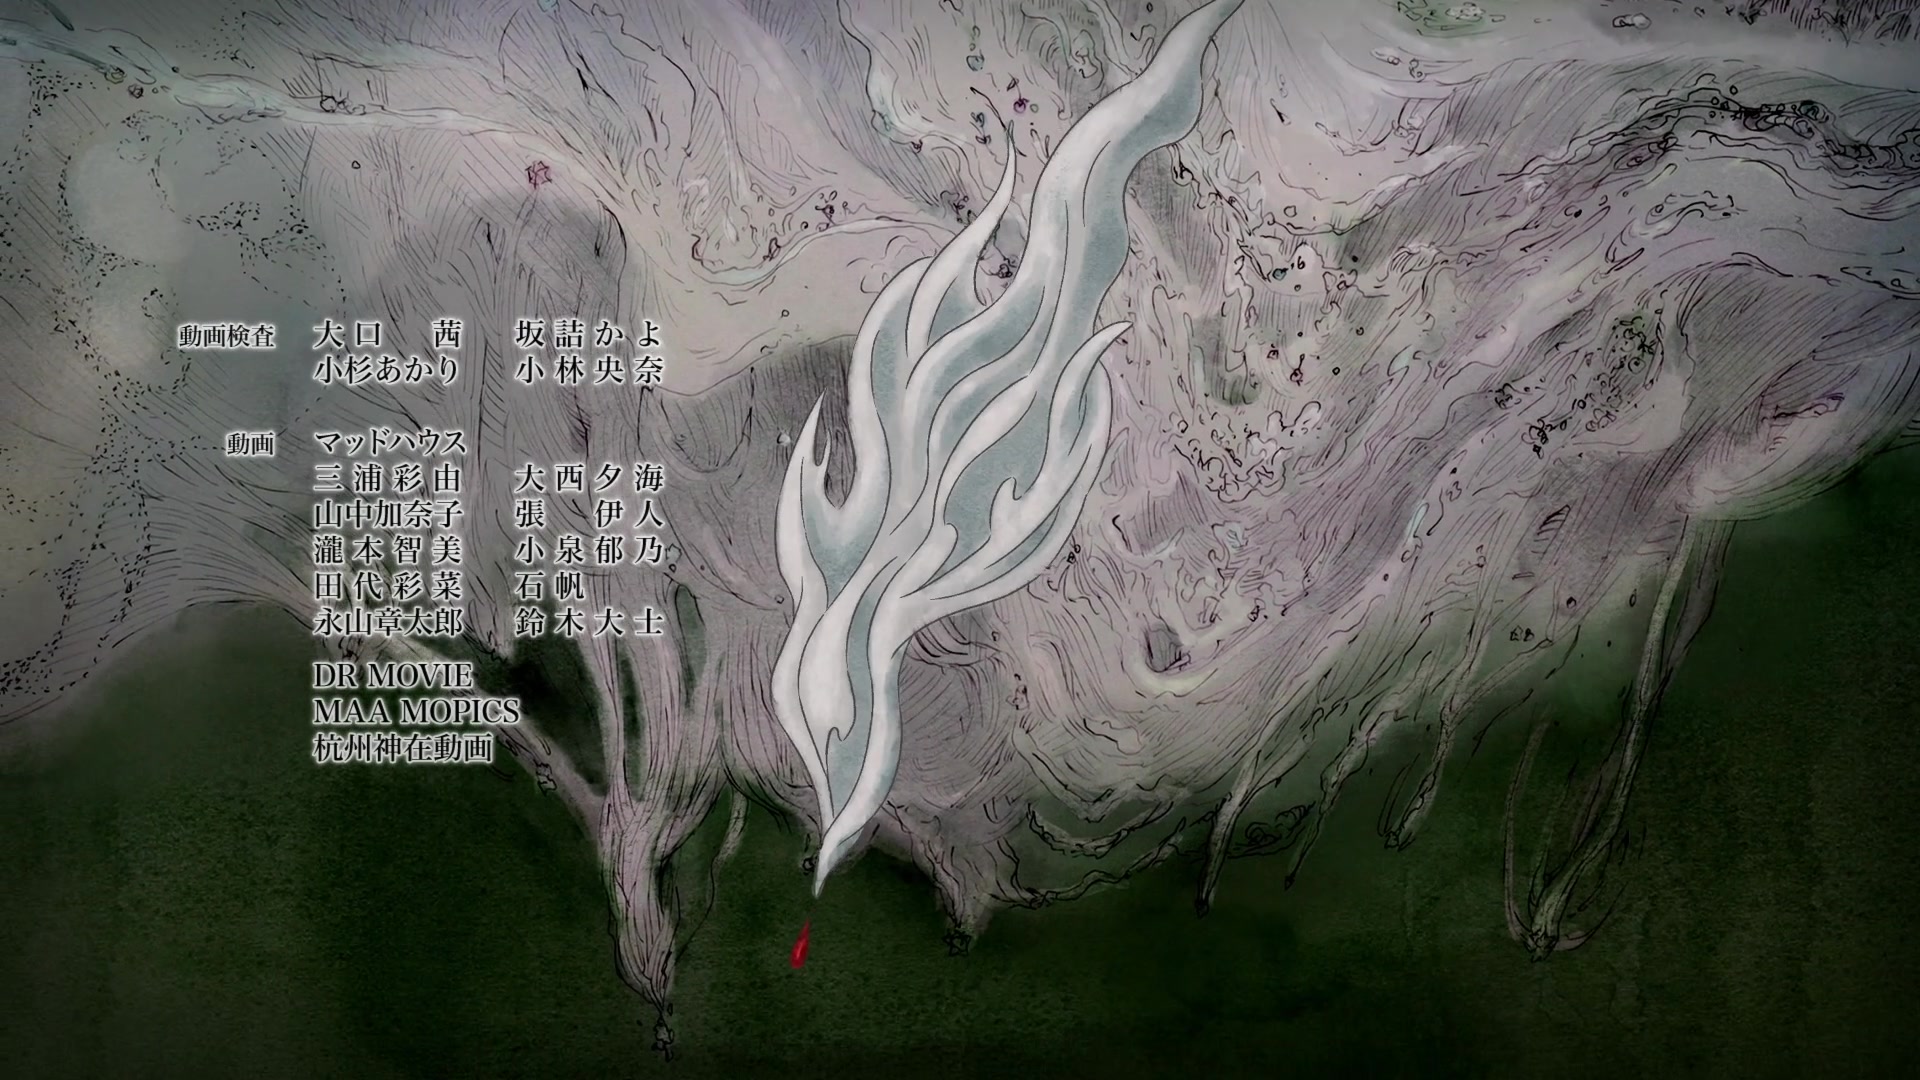 動画検査 大口 茜 坂詰かよ
小杉あかり 小林央奈
動画 マッドハウス
三浦彩由 大西夕海
山中加奈子 張 伊人
瀧本智美 小泉郁乃
田代彩菜 石帆
永山章太郎 鈴木大士
DR MOVIE
MAA MOPICS
杭州神在動画